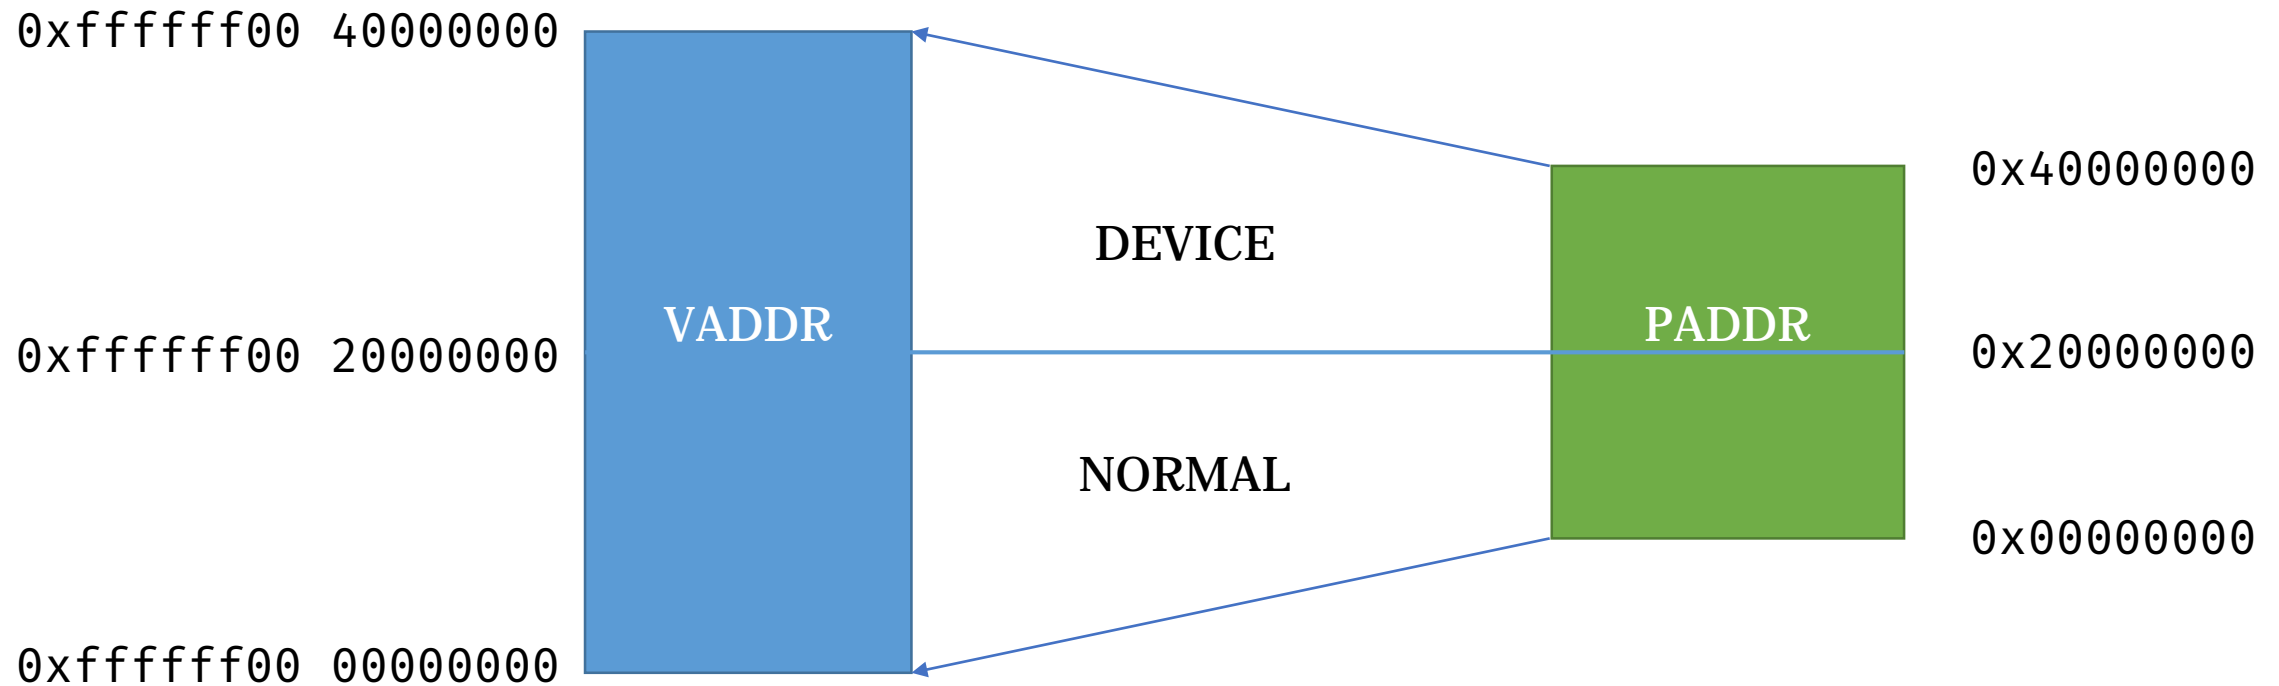 0xffffff00 40000000
0x40000000
DEVICE
VADDR
PADDR
0xffffff00 20000000
0x20000000
NORMAL
0x00000000
0xffffff00 00000000